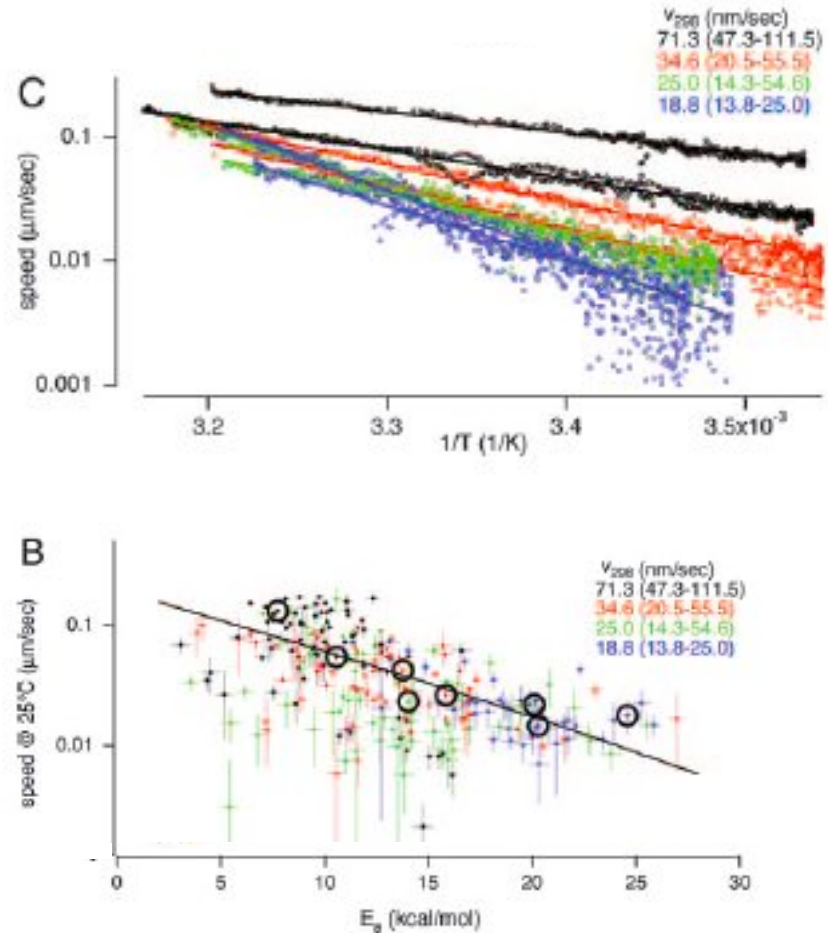 v298 (nm/sec)
71.3 (47.3-111.5)
34.6 (20.5-55.5)
25.0 (14.3-54.6)
18.8 (13.8-25.0)
C
speed (µm/sec)
0.1
0.01
0.001
3.2 3.3 3.4 3.5x10⁻³
1/T (1/K)
B
v298 (nm/sec)
71.3 (47.3-111.5)
34.6 (20.5-55.5)
25.0 (14.3-54.6)
18.8 (13.8-25.0)
speed @ 25°C (µm/sec)
0.1
0.01
0 5 10 15 20 25 30
Ea (kcal/mol)